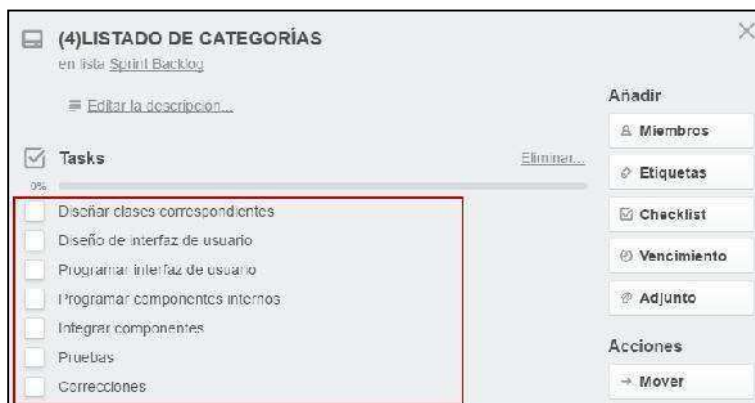 (4)LISTADO DE CATEGORÍAS
en lista Sprint Backlog
Editar la descripción...
Tasks
Eliminar...
0%
Diseñar clases correspondientes
Diseño de interfaz de usuario
Programar interfaz de usuario
Programar componentes internos
Integrar componentes
Pruebas
Correcciones
Añadir
Miembros
Etiquetas
Checklist
Vencimiento
Adjunto
Acciones
Mover